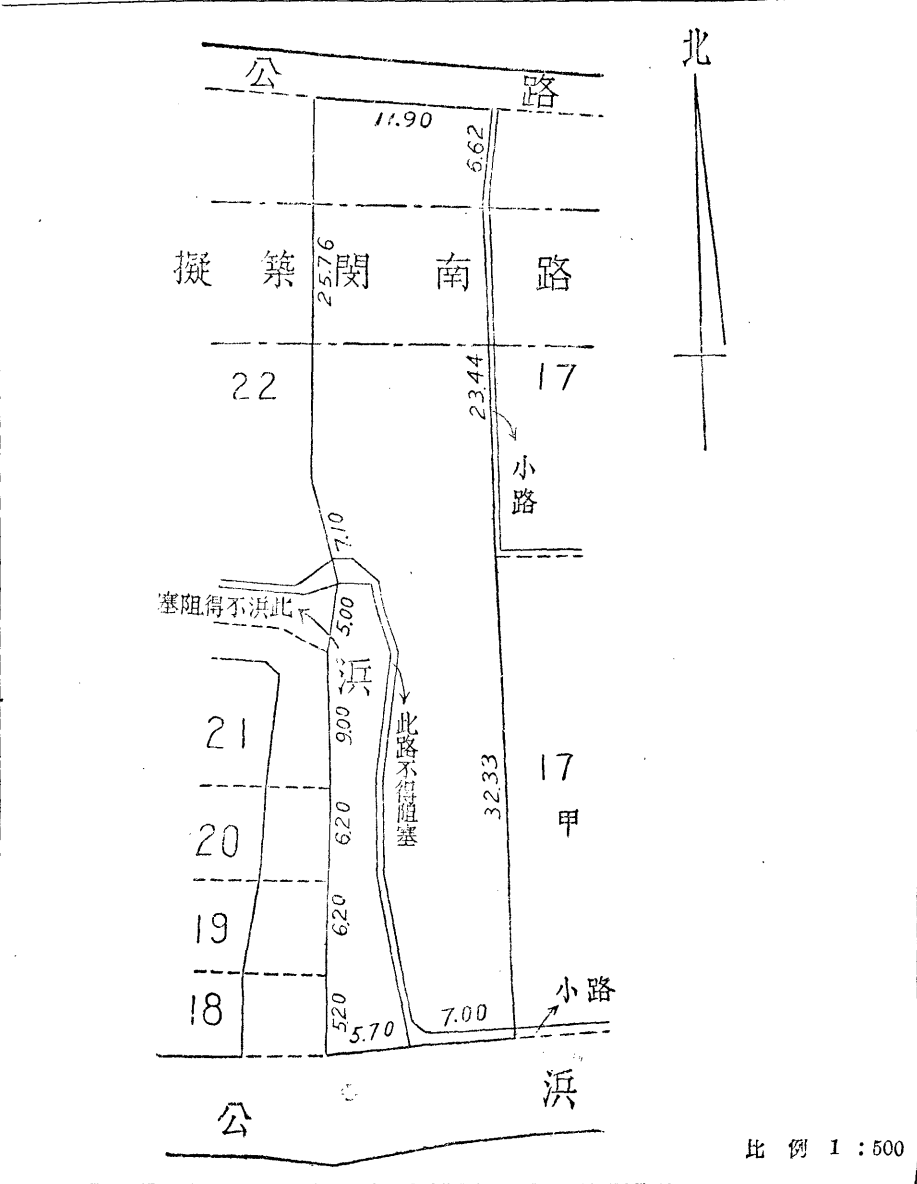 北
公 路
11.90
6.62
擬 築 閔 南 路
25.76
22
23.44
17
小路
7.10
塞阻得不浜此
5.00
浜
此路不得阻塞
21
9.00
32.33
17
甲
20
6.20
19
6.20
18
5.20
5.70
7.00
小路
公 浜
比 例 1 : 500